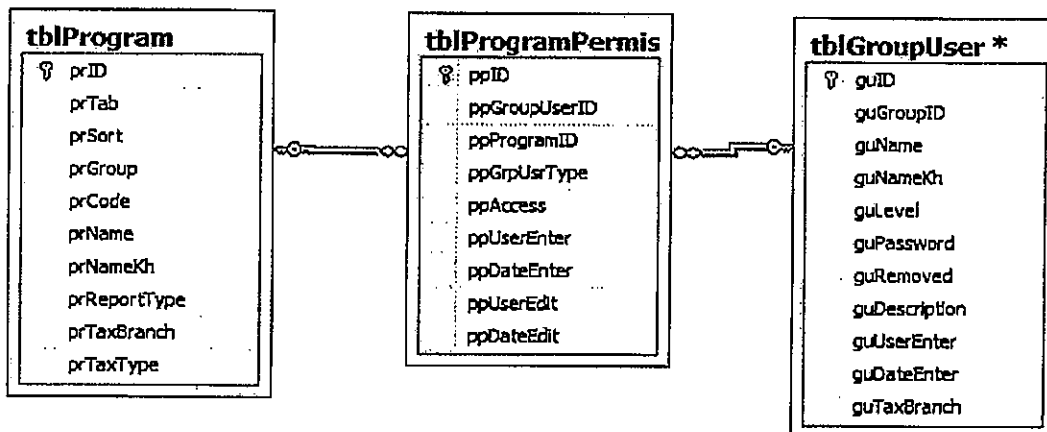 tblProgram
prID
prTab
prSort
prGroup
prCode
prName
prNameKh
prReportType
prTaxBranch
prTaxType
tblProgramPermis
ppID
ppGroupUserID
ppProgramID
ppGrpUsrType
ppAccess
ppUserEnter
ppDateEnter
ppUserEdit
ppDateEdit
tblGroupUser *
guID
guGroupID
guName
guNameKh
guLevel
guPassword
guRemoved
guDescription
guUserEnter
guDateEnter
guTaxBranch